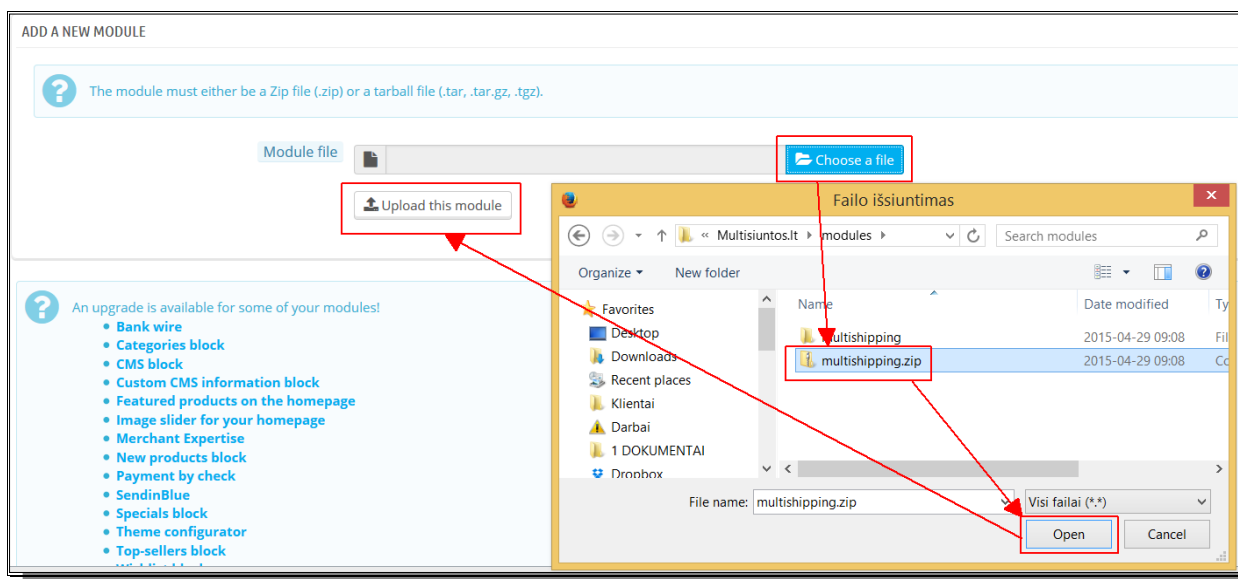 ADD A NEW MODULE
The module must either be a Zip file (.zip) or a tarball file (.tar, .tar.gz, .tgz).
Module file
Choose a file
Upload this module
Failo išsiuntimas
« Multisiuntos.lt modules
Search modules
Organize
New folder
Favorites
Desktop
Downloads
Recent places
Klientai
Darbai
1 DOKUMENTAI
Dropbox
Name Date modified Ty
multishipping 2015-04-29 09:08 Fil
multishipping.zip 2015-04-29 09:08 Co
File name: multishipping.zip
Visi failai (*.*)
Open Cancel
An upgrade is available for some of your modules!
Bank wire
Categories block
CMS block
Custom CMS information block
Featured products on the homepage
Image slider for your homepage
Merchant Expertise
New products block
Payment by check
SendinBlue
Specials block
Theme configurator
Top-sellers block